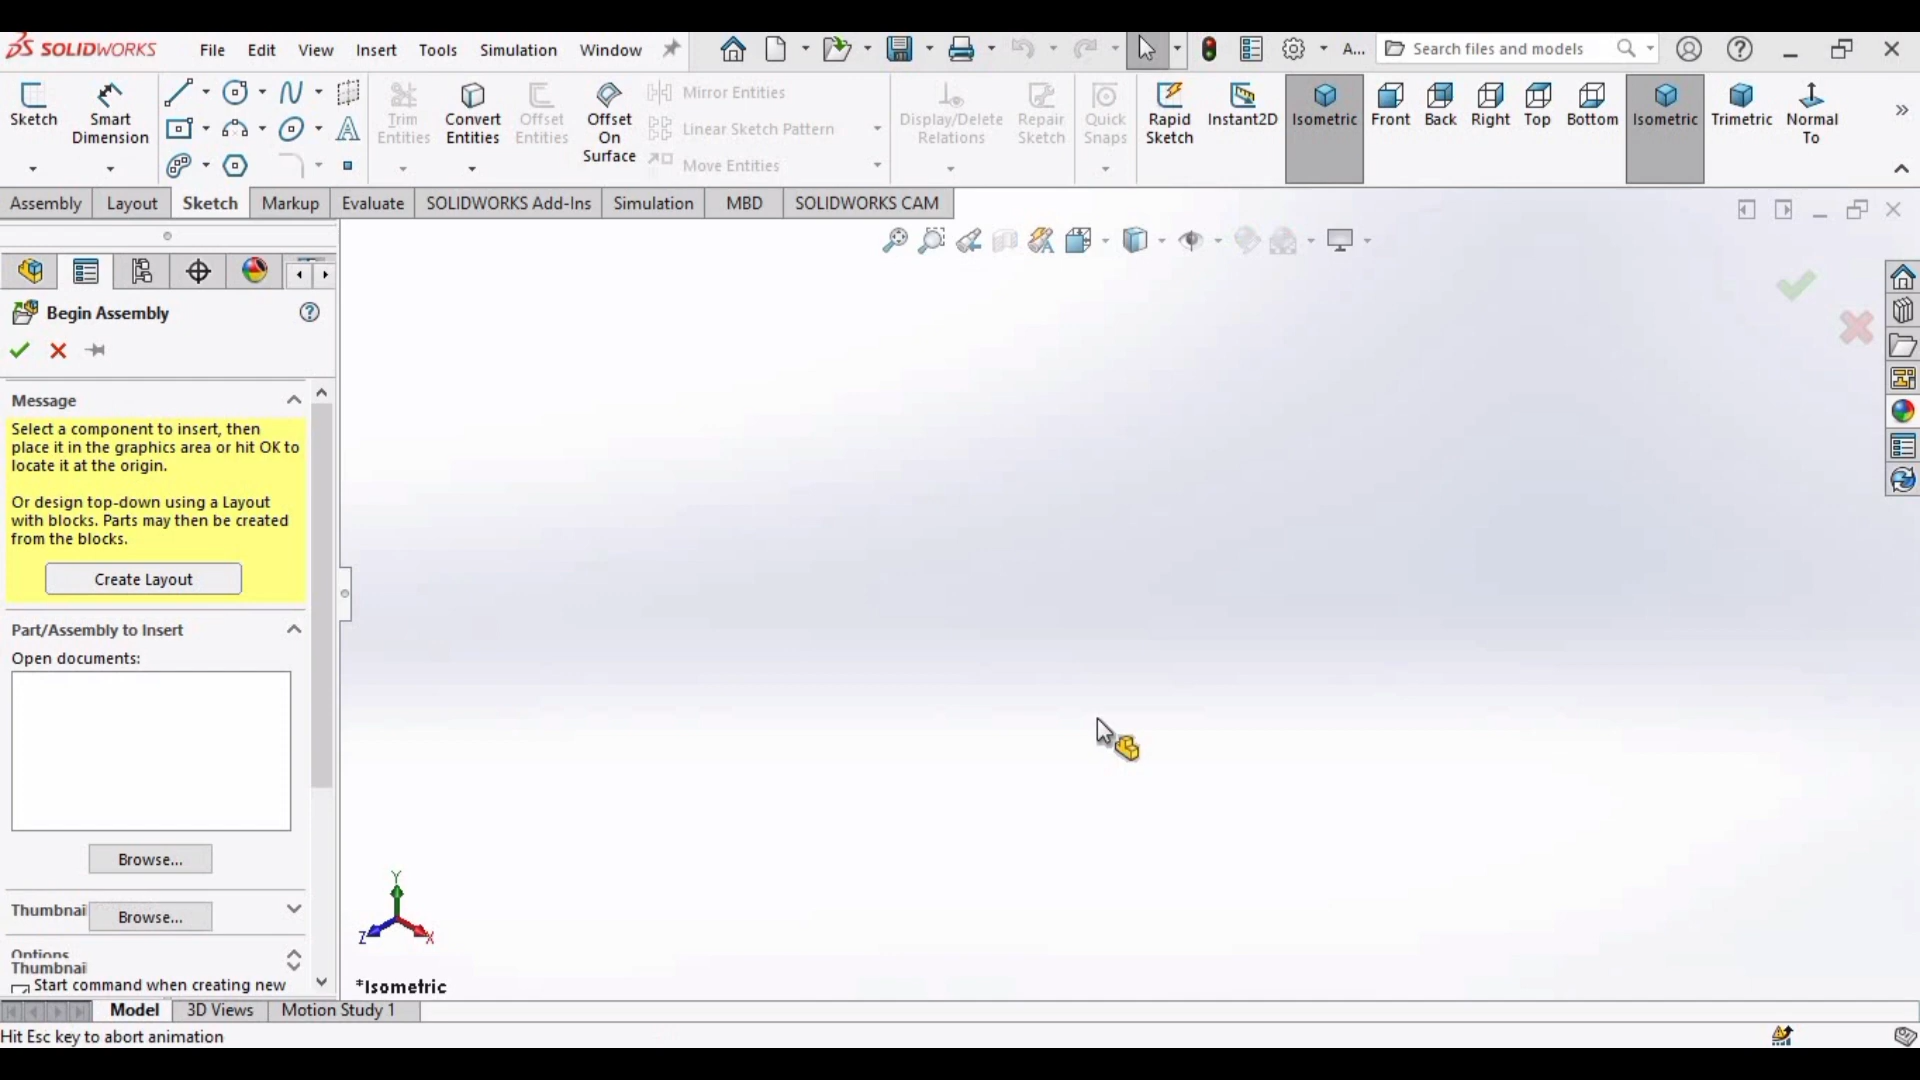 SOLIDWORKS
File Edit View Insert Tools Simulation Window
A...
Search files and models
Sketch
Smart
Dimension
Trim
Entities
Convert
Entities
Offset
Entities
Offset
On
Surface
Mirror Entities
Linear Sketch Pattern
Move Entities
Display/Delete
Relations
Repair
Sketch
Quick
Snaps
Rapid
Sketch
Instant2D
Isometric
Front
Back
Right
Top
Bottom
Isometric
Trimetric
Normal
To
Assembly Layout Sketch Markup Evaluate SOLIDWORKS Add-Ins Simulation MBD SOLIDWORKS CAM
Begin Assembly
Message
Select a component to insert, then
place it in the graphics area or hit OK to
locate it at the origin.
Or design top-down using a Layout
with blocks. Parts may then be created
from the blocks.
Create Layout
Part/Assembly to Insert
Open documents:
Browse...
Thumbnai
Browse...
Options
Thumbnai
Start command when creating new
Y
Z
X
*Isometric
Model 3D Views Motion Study 1
Hit Esc key to abort animation